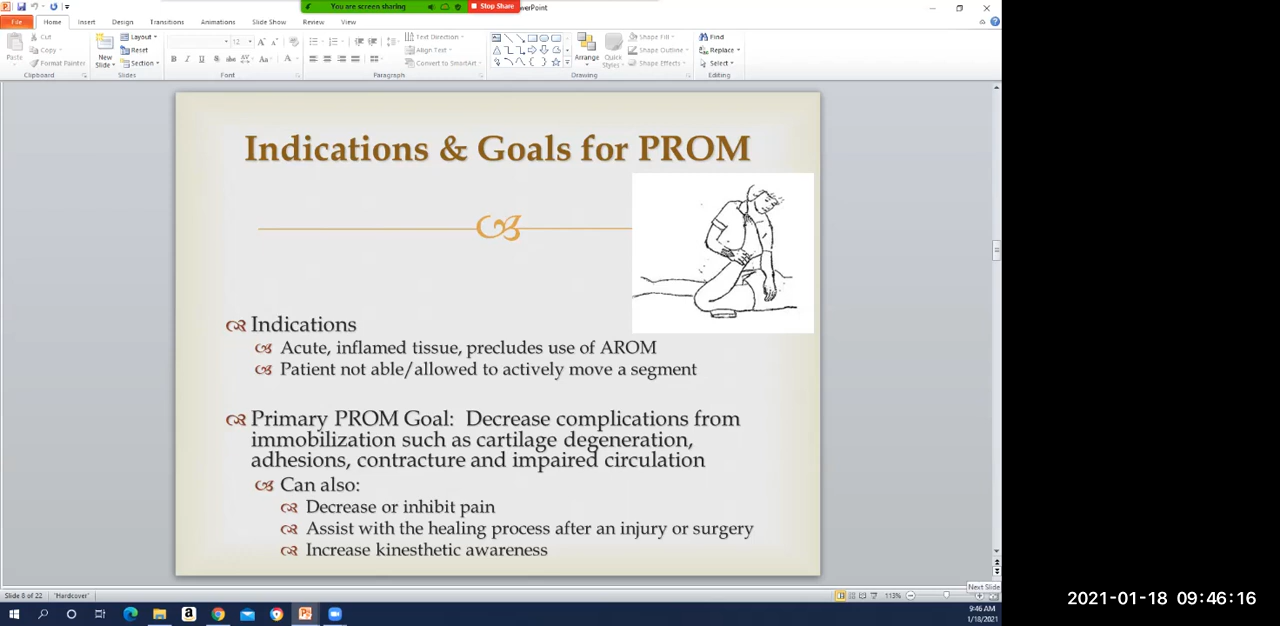 You are screen sharing Stop Share
PowerPoint
File Home Insert Design Transitions Animations Slide Show Review View
Cut
Copy
Format Painter
Paste
Clipboard
New
Slide
Layout
Reset
Section
Slides
12
B I U S abc AV Aa A
Font
Text Direction
Align Text
Convert to SmartArt
Paragraph
Arrange
Quick
Styles
Shape Fill
Shape Outline
Shape Effects
Drawing
Find
Replace
Select
Editing
Indications & Goals for PROM
Indications
Acute, inflamed tissue, precludes use of AROM
Patient not able/allowed to actively move a segment
Primary PROM Goal: Decrease complications from
immobilization such as cartilage degeneration,
adhesions, contracture and impaired circulation
Can also:
Decrease or inhibit pain
Assist with the healing process after an injury or surgery
Increase kinesthetic awareness
Next Slide
Slide 8 of 22 "Hardcover" 113%
9:46 AM
1/18/2021
2021-01-18 09:46:16